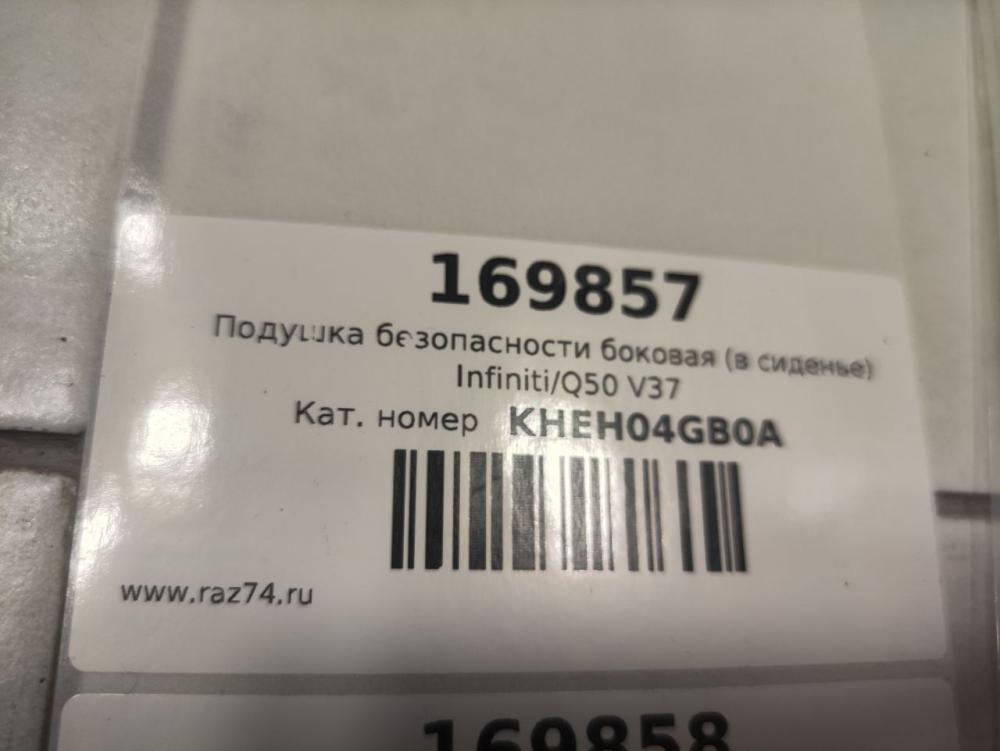 169857
Подушка безопасности боковая (в сиденье)
Infiniti/Q50 V37
Кат. номер KHEH04GB0A
www.raz74.ru
169858